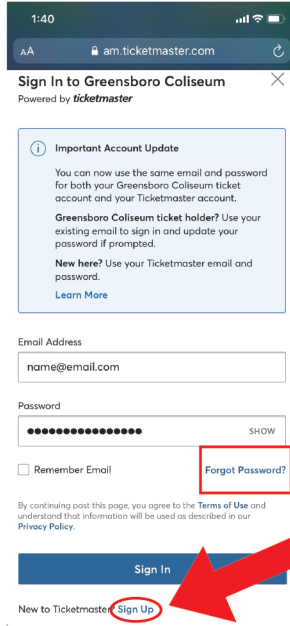 1:40
AA am.ticketmaster.com
Sign In to Greensboro Coliseum
Powered by ticketmaster
Important Account Update
You can now use the same email and password
for both your Greensboro Coliseum ticket
account and your Ticketmaster account.
Greensboro Coliseum ticket holder? Use your
existing email to sign in and update your
password if prompted.
New here? Use your Ticketmaster email and
password.
Learn More
Email Address
name@email.com
Password
SHOW
Remember Email Forgot Password?
By continuing past this page, you agree to the Terms of Use and
understand that information will be used as described in our
Privacy Policy.
Sign In
New to Ticketmaster? Sign Up